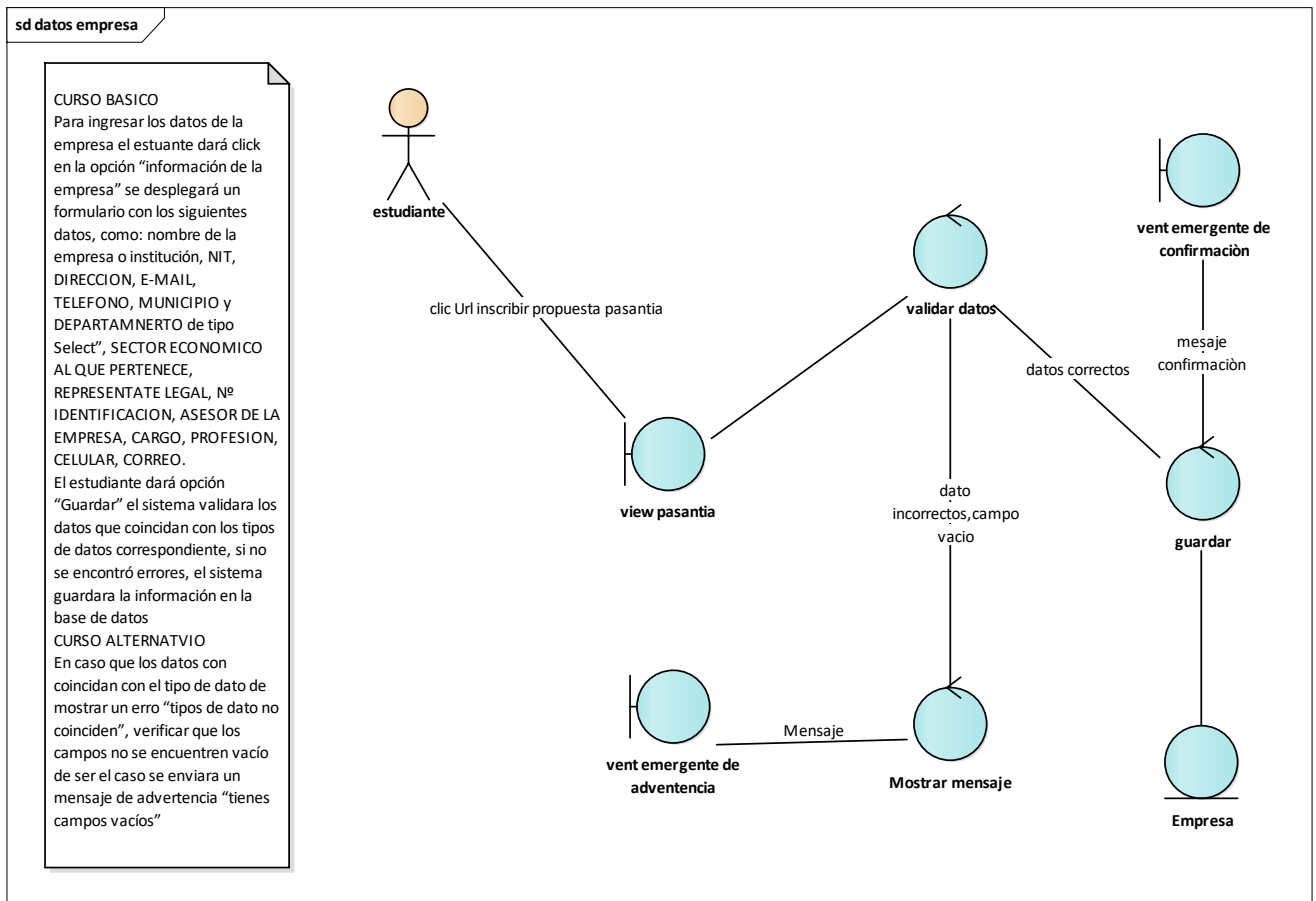 sd datos empresa
CURSO BASICO
Para ingresar los datos de la
empresa el estuante dará click
en la opción “información de la
empresa” se desplegará un
formulario con los siguientes
datos, como: nombre de la
empresa o institución, NIT,
DIRECCION, E-MAIL,
TELEFONO, MUNICIPIO y
DEPARTAMNERTO de tipo
Select”, SECTOR ECONOMICO
AL QUE PERTENECE,
REPRESENTATE LEGAL, Nº
IDENTIFICACION, ASESOR DE LA
EMPRESA, CARGO, PROFESION,
CELULAR, CORREO.
El estudiante dará opción
“Guardar” el sistema validara los
datos que coincidan con los tipos
de datos correspondiente, si no
se encontró errores, el sistema
guardara la información en la
base de datos
CURSO ALTERNATVIO
En caso que los datos con
coincidan con el tipo de dato de
mostrar un erro “tipos de dato no
coinciden”, verificar que los
campos no se encuentren vacío
de ser el caso se enviara un
mensaje de advertencia “tienes
campos vacíos”
estudiante
clic Url inscribir propuesta pasantia
view pasantia
validar datos
datos correctos
vent emergente de
confirmaciòn
mesaje
confirmaciòn
guardar
dato
incorrectos,campo
vacio
vent emergente de
adventencia
Mensaje
Mostrar mensaje
Empresa